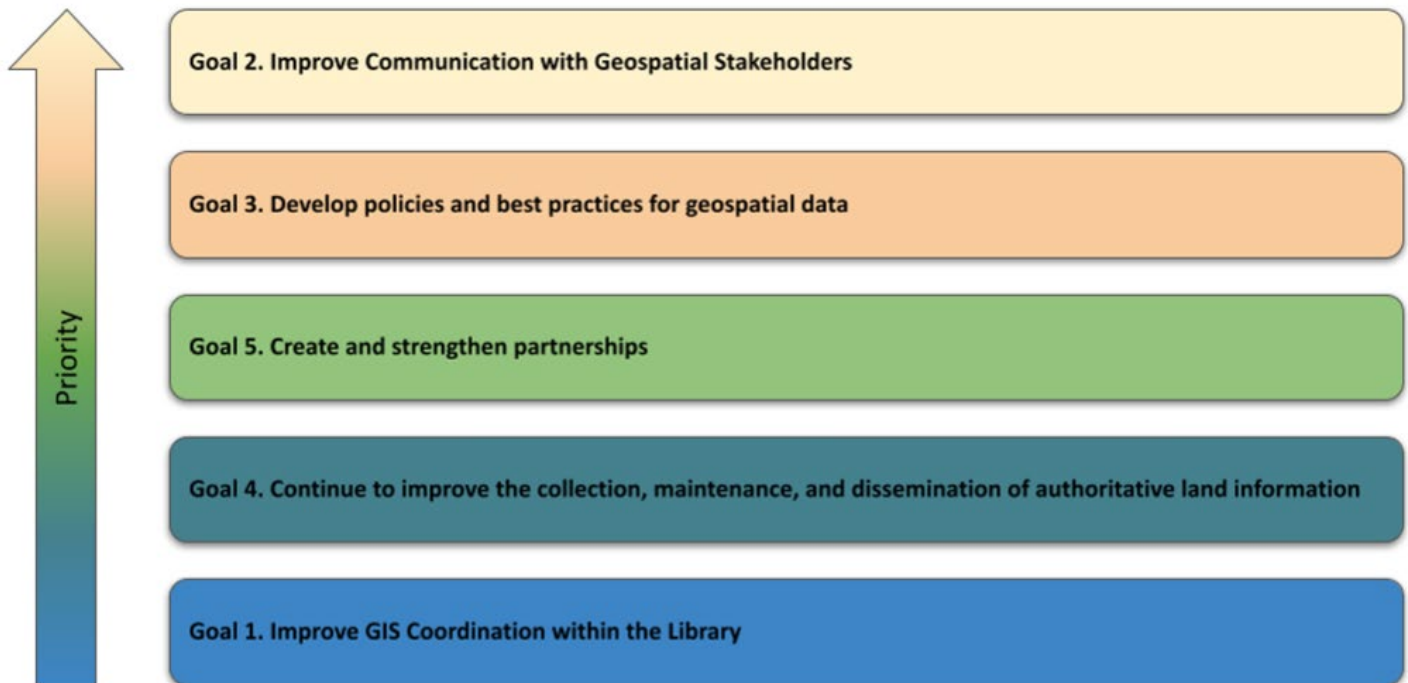 Goal 2. Improve Communication with Geospatial Stakeholders
Goal 3. Develop policies and best practices for geospatial data
Goal 5. Create and strengthen partnerships
Priority
Goal 4. Continue to improve the collection, maintenance, and dissemination of authoritative land information
Goal 1. Improve GIS Coordination within the Library